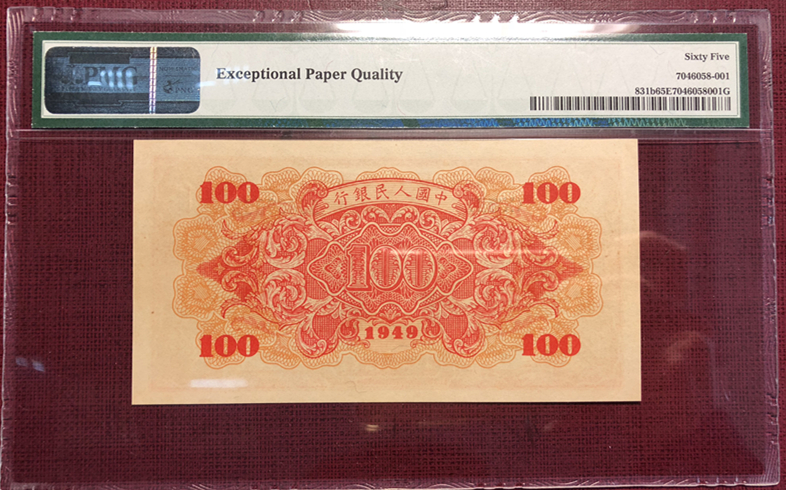 PMG
Exceptional Paper Quality
Sixty Five
7046058-001
831b65E7046058001G
100
行銀民人國中
100
100
1949
100
100